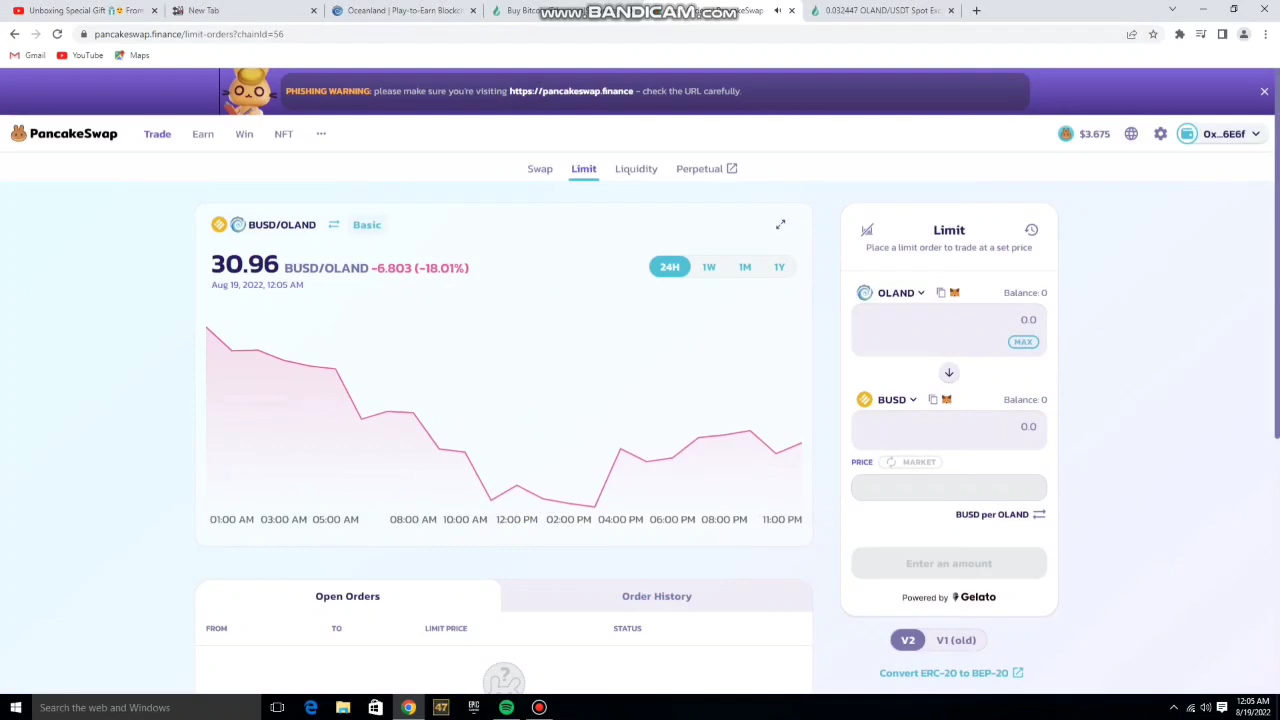 Unboxing Special Gift 🎁😍 From
New Tab
Oceanland | Play-to-Earn Blockch
Buy Bitcoin
www.BANDICAM.com
PancakeSwap
0.032447 OLAND/USDT Spot Exc
pancakeswap.finance/limit-orders?chainId=56
Gmail
YouTube
Maps
PHISHING WARNING: please make sure you're visiting https://pancakeswap.finance - check the URL carefully.
PancakeSwap
Trade
Earn
Win
NFT
$3.675
0x...6E6f
Swap
Limit
Liquidity
Perpetual
BUSD/OLAND
Basic
30.96 BUSD/OLAND -6.803 (-18.01%)
Aug 19, 2022, 12:05 AM
24H
1W
1M
1Y
01:00 AM 03:00 AM 05:00 AM 08:00 AM 10:00 AM 12:00 PM 02:00 PM 04:00 PM 06:00 PM 08:00 PM 11:00 PM
Limit
Place a limit order to trade at a set price
OLAND
Balance: 0
0.0
MAX
BUSD
Balance: 0
0.0
PRICE
MARKET
BUSD per OLAND
Enter an amount
Powered by Gelato
V2
V1 (old)
Convert ERC-20 to BEP-20
Open Orders
Order History
FROM
TO
LIMIT PRICE
STATUS
Search the web and Windows
47
EPIC
12:05 AM
8/19/2022